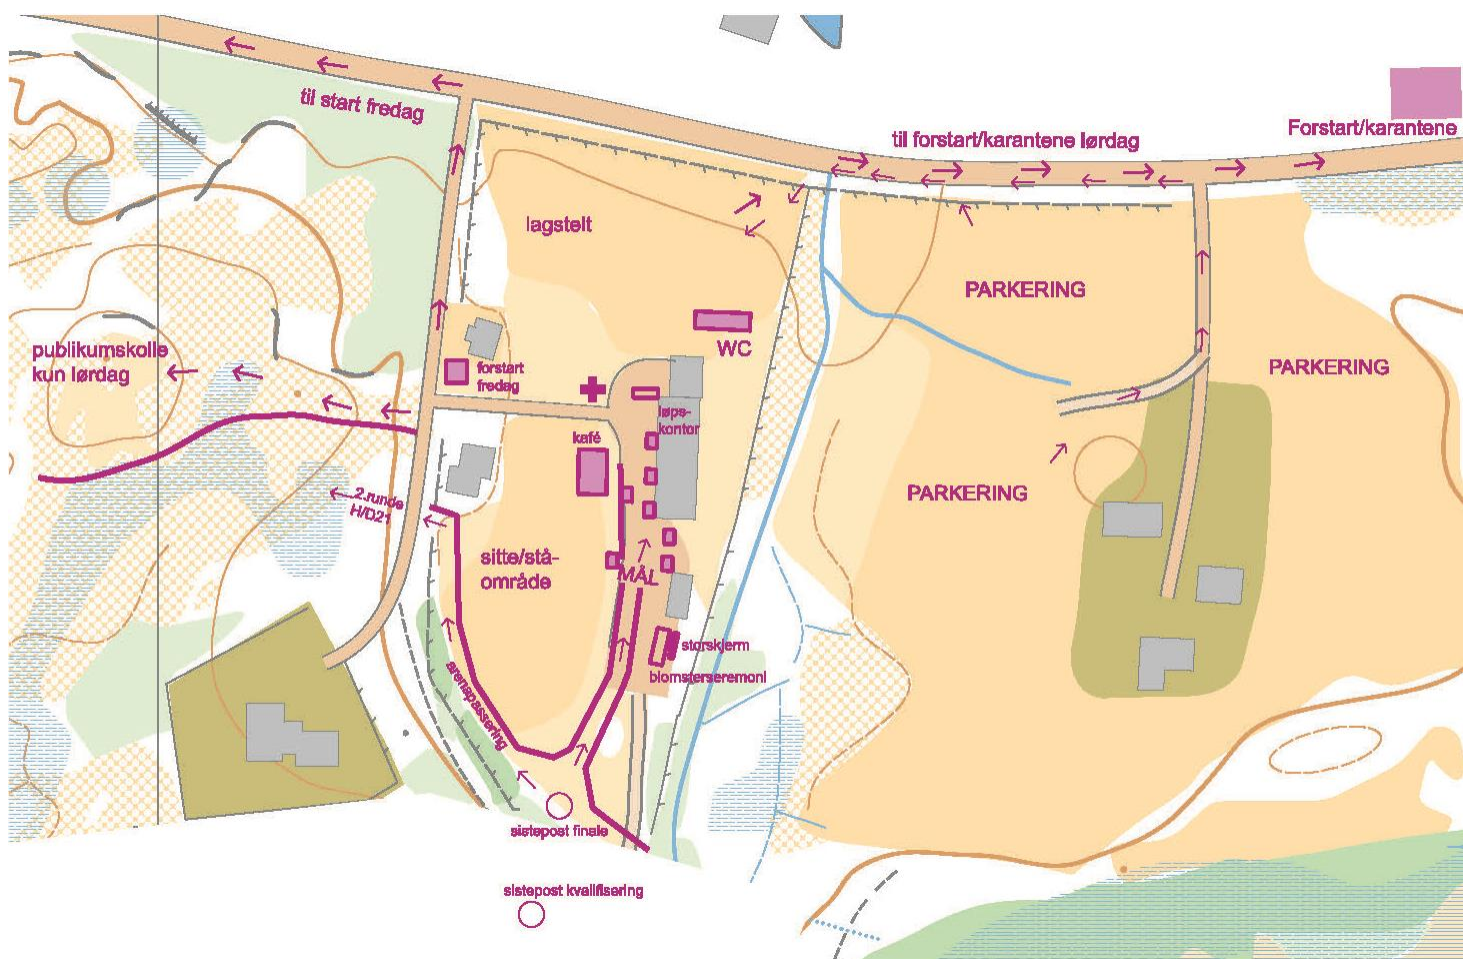 til start fredag
til forstart/karantene lørdag
Forstart/karantene
lagstelt
PARKERING
WC
publikumskolle
kun lørdag
forstart
fredag
PARKERING
løps-
kontor
kafé
2.runde
H/D21
PARKERING
sitte/stå-
område
MÅL
storskjerm
blomsterseremoni
arenapassering
sistepost finale
sistepost kvalifisering